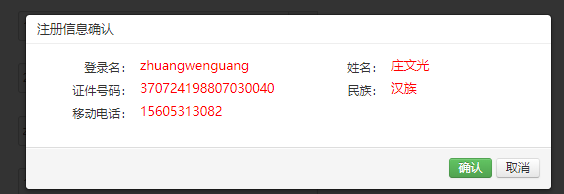 注册信息确认
登录名: zhuangwenguang 姓名: 庄文光
证件号码: 370724198807030040 民族: 汉族
移动电话: 15605313082
确认 取消